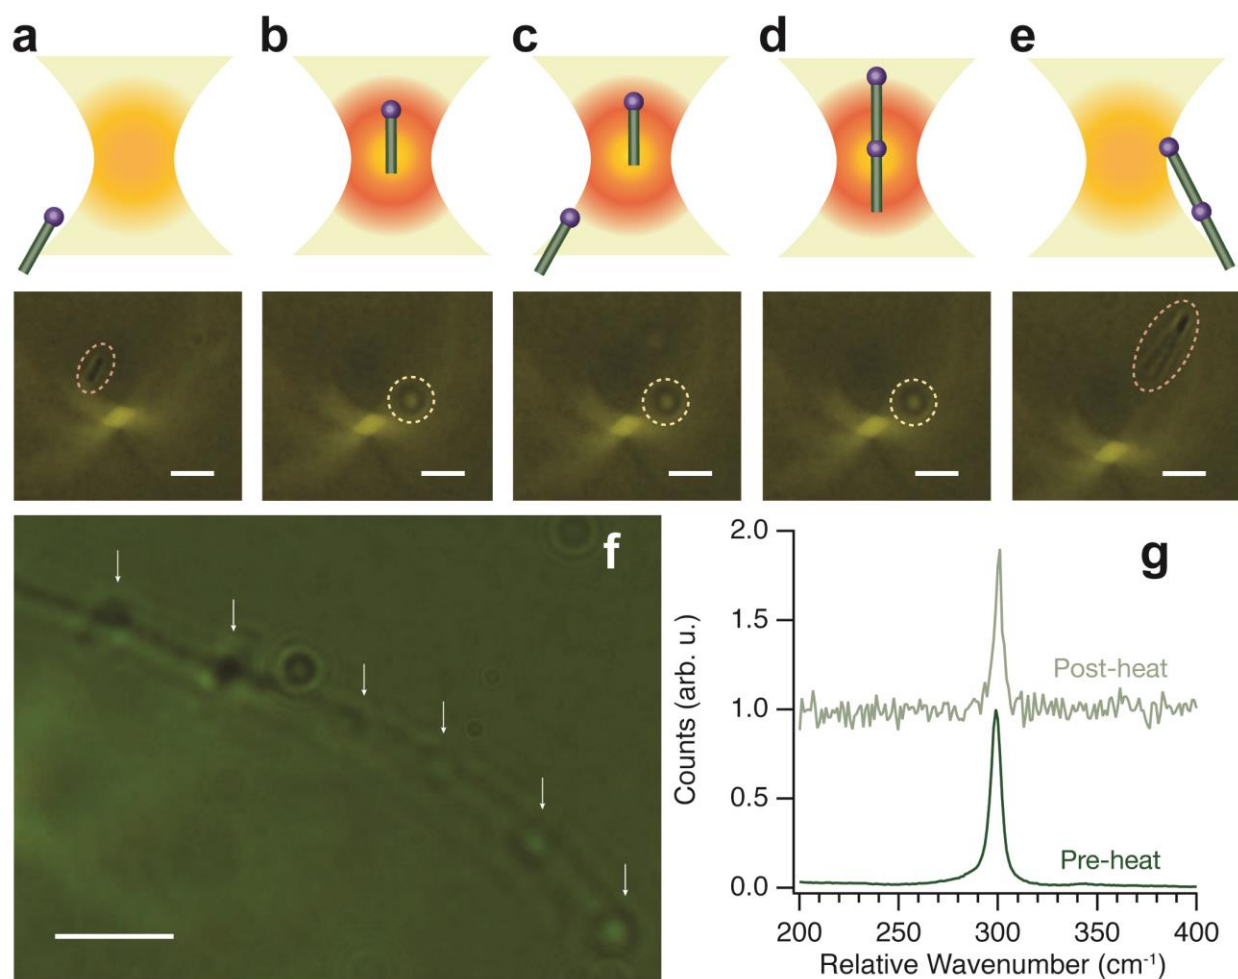 a b c d e
f
g
2.0
1.5
1.0
0.5
0.0
Counts (arb. u.)
Post-heat
Pre-heat
200 250 300 350 400
Relative Wavenumber (cm⁻¹)